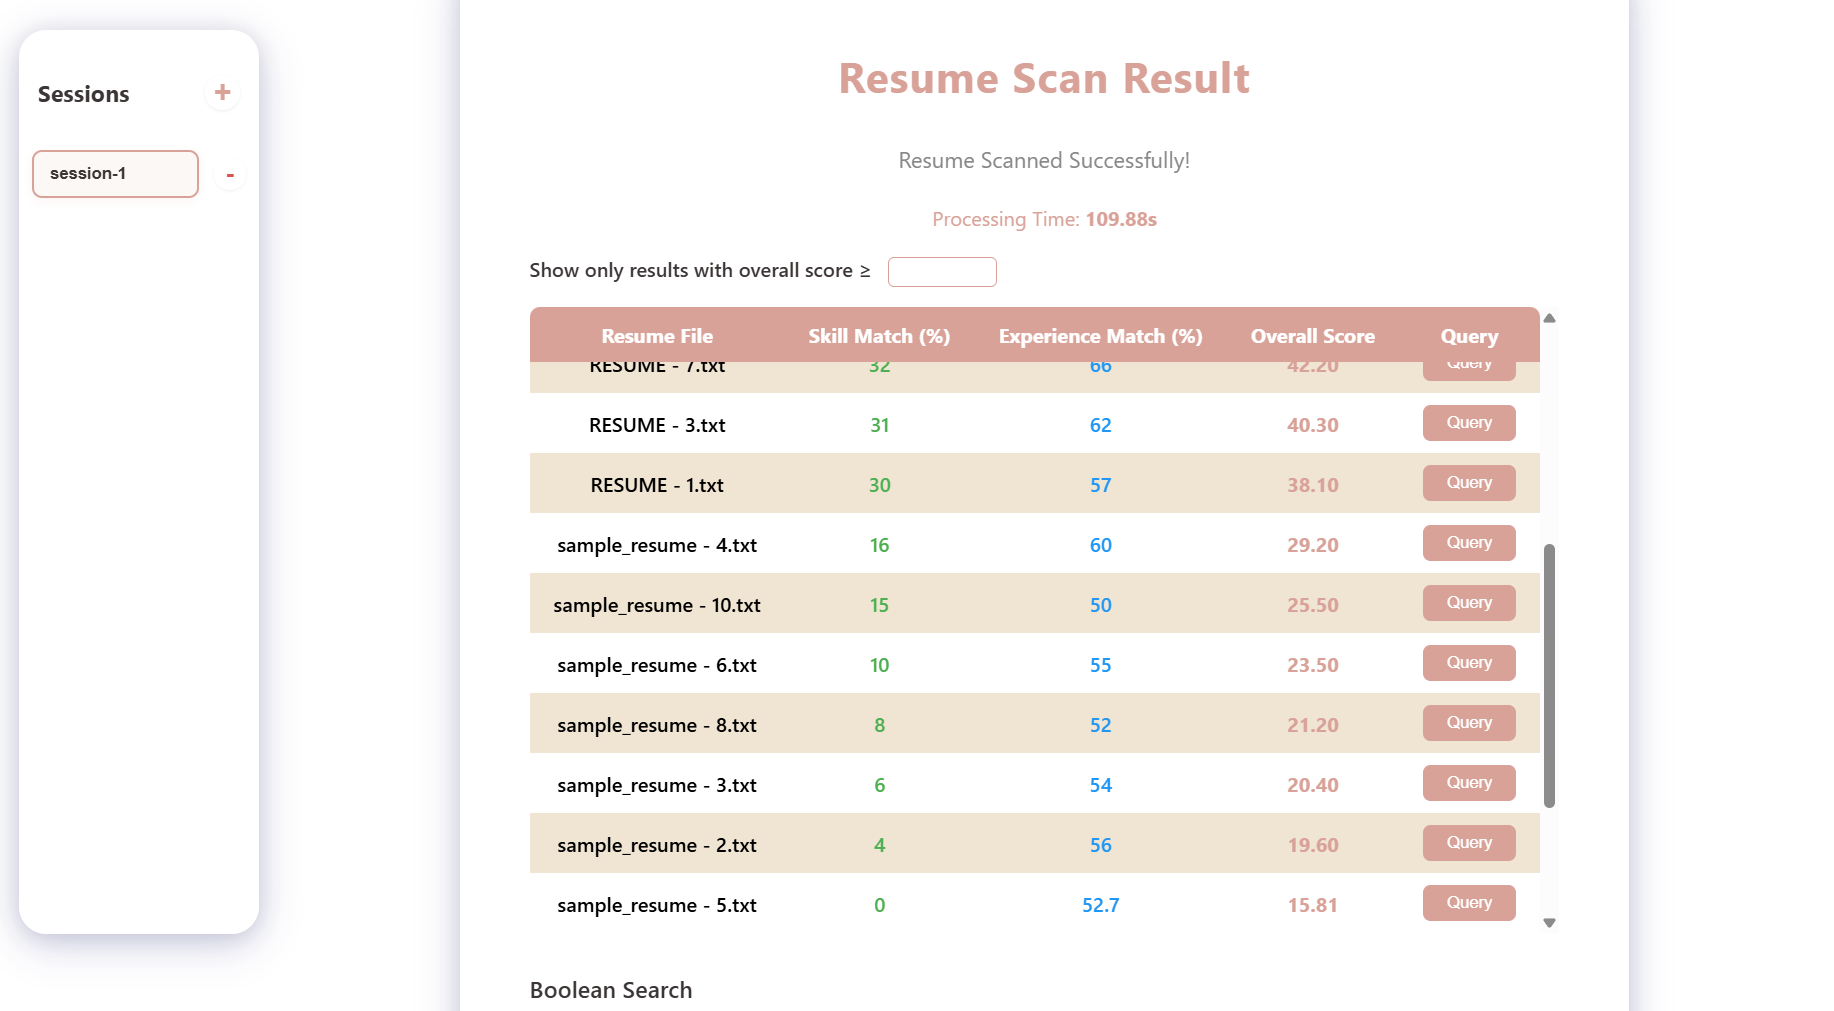 Sessions +
session-1 -
Resume Scan Result
Resume Scanned Successfully!
Processing Time: 109.88s
Show only results with overall score ≥
Resume File Skill Match (%) Experience Match (%) Overall Score Query
RESUME - 7.txt 32 66 42.20 Query
RESUME - 3.txt 31 62 40.30 Query
RESUME - 1.txt 30 57 38.10 Query
sample_resume - 4.txt 16 60 29.20 Query
sample_resume - 10.txt 15 50 25.50 Query
sample_resume - 6.txt 10 55 23.50 Query
sample_resume - 8.txt 8 52 21.20 Query
sample_resume - 3.txt 6 54 20.40 Query
sample_resume - 2.txt 4 56 19.60 Query
sample_resume - 5.txt 0 52.7 15.81 Query
Boolean Search